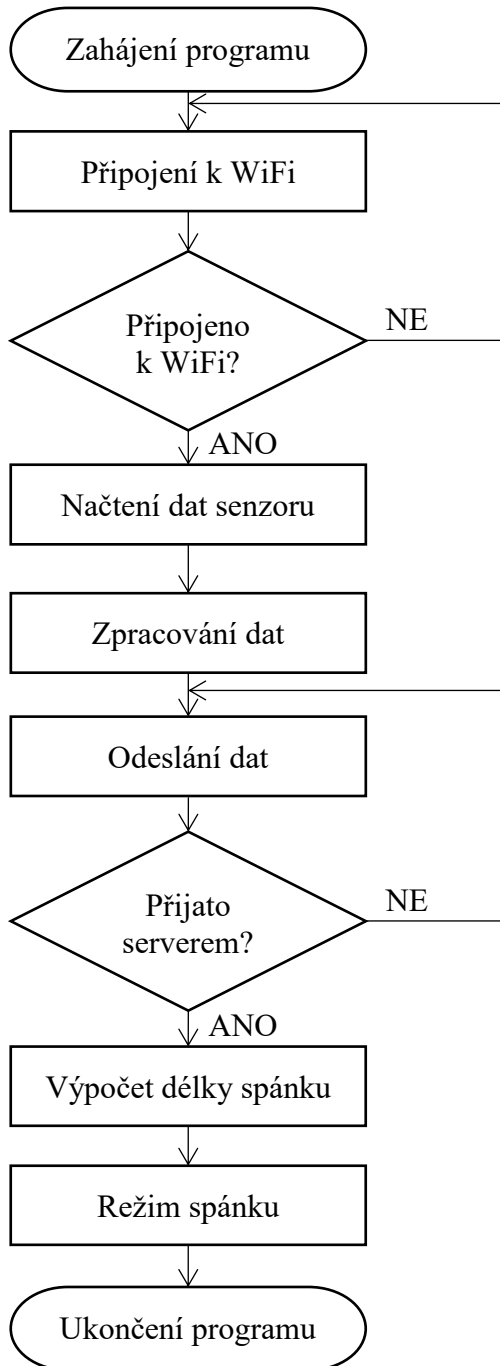 Zahájení programu
Připojení k WiFi
Připojeno
k WiFi?
NE
ANO
Načtení dat senzoru
Zpracování dat
Odeslání dat
Přijato
serverem?
NE
ANO
Výpočet délky spánku
Režim spánku
Ukončení programu